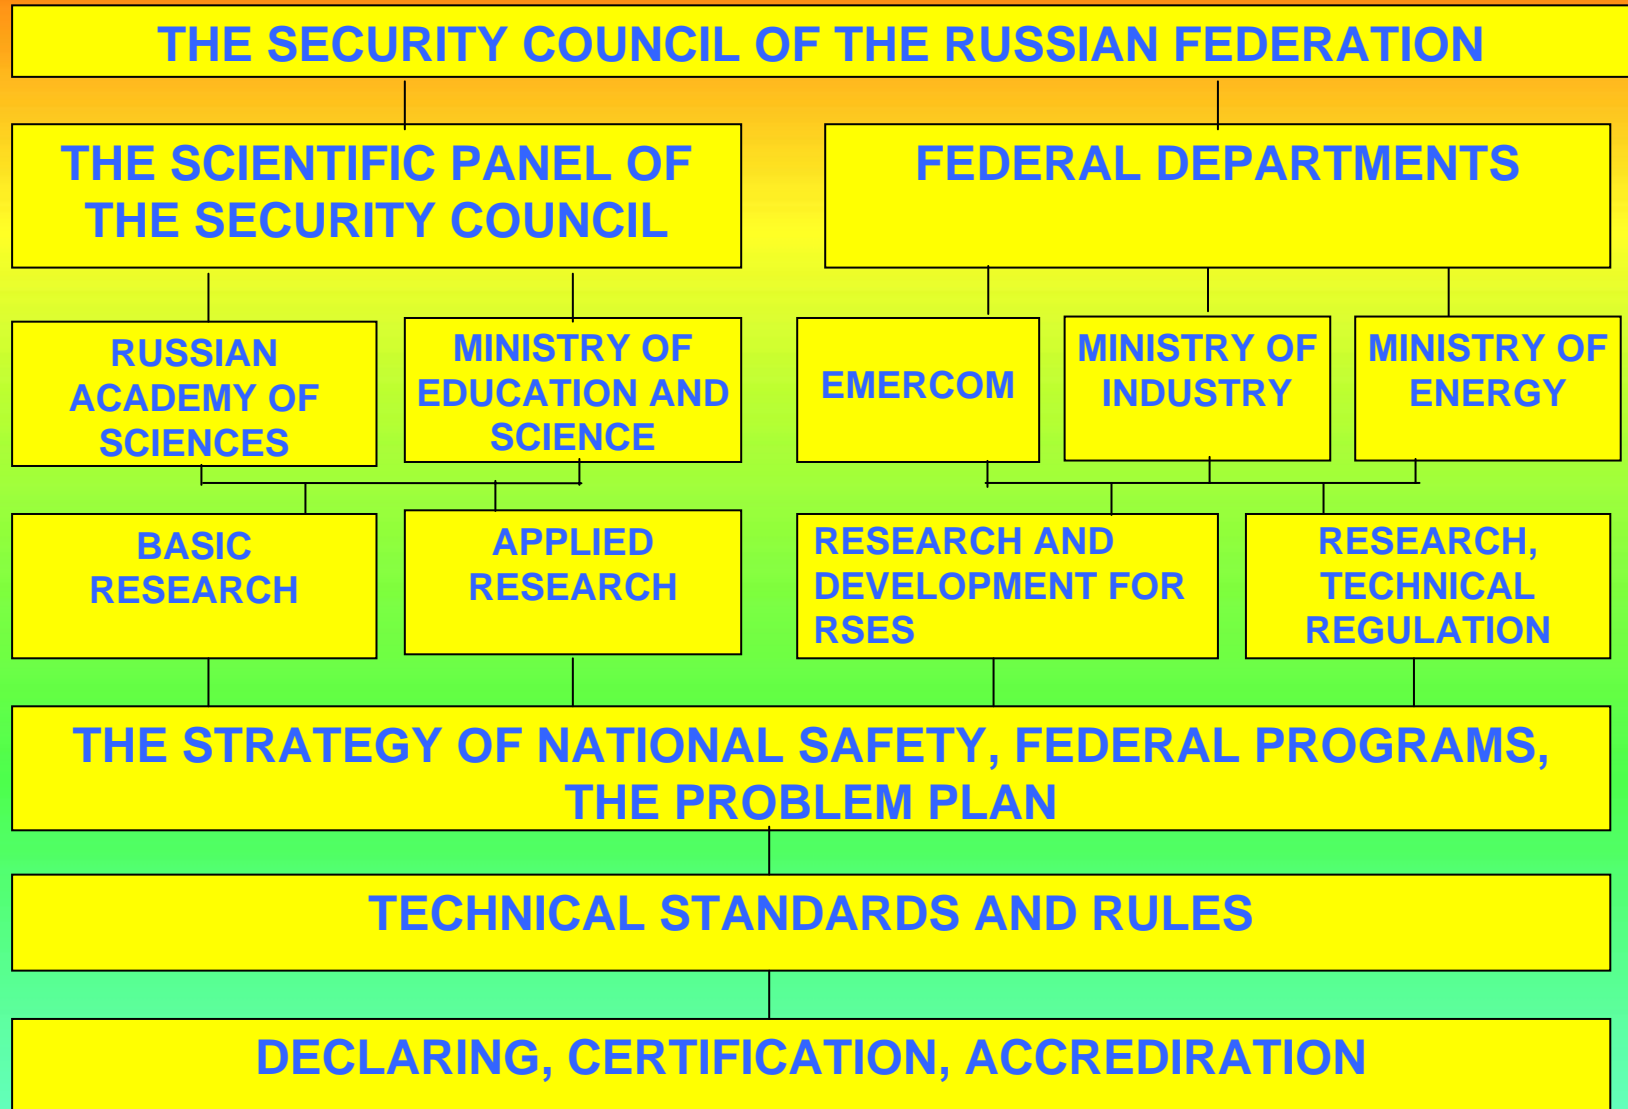 THE SECURITY COUNCIL OF THE RUSSIAN FEDERATION
THE SCIENTIFIC PANEL OF
THE SECURITY COUNCIL
FEDERAL DEPARTMENTS
RUSSIAN
ACADEMY OF
SCIENCES
MINISTRY OF
EDUCATION AND
SCIENCE
EMERCOM
MINISTRY OF
INDUSTRY
MINISTRY OF
ENERGY
BASIC
RESEARCH
APPLIED
RESEARCH
RESEARCH AND
DEVELOPMENT FOR
RSES
RESEARCH,
TECHNICAL
REGULATION
THE STRATEGY OF NATIONAL SAFETY, FEDERAL PROGRAMS,
THE PROBLEM PLAN
TECHNICAL STANDARDS AND RULES
DECLARING, CERTIFICATION, ACCREDIRATION